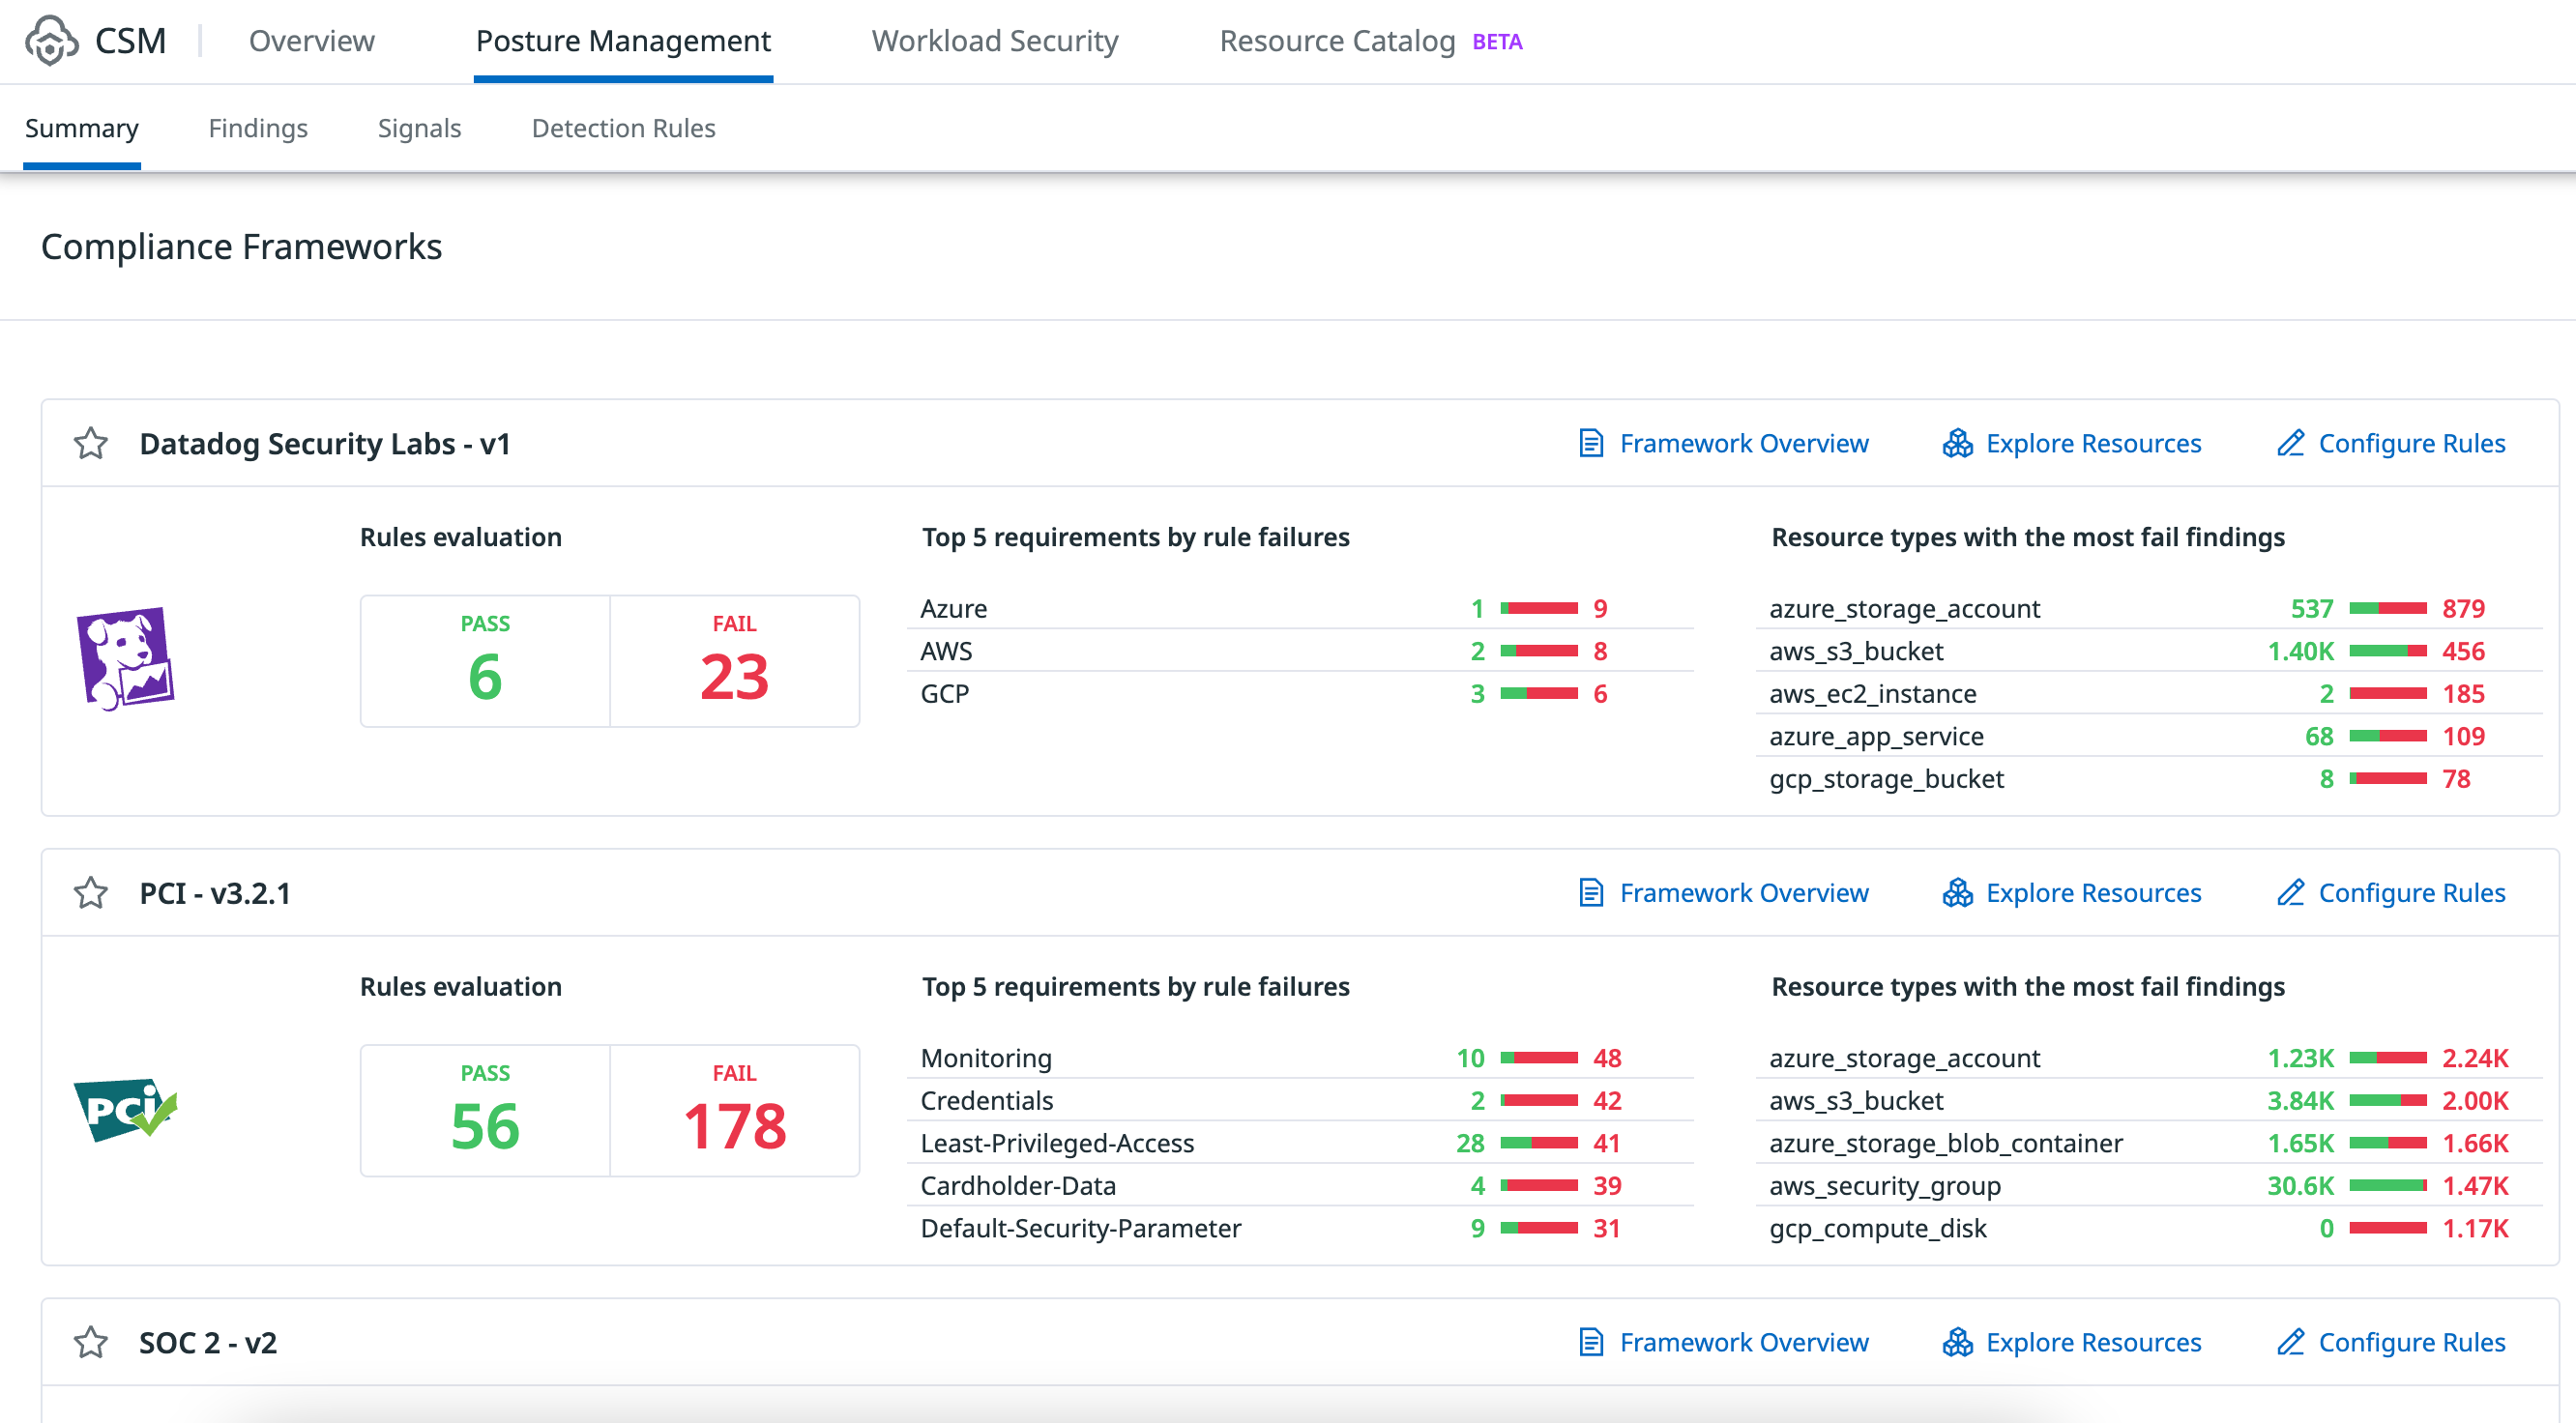 CSM
Overview
Posture Management
Workload Security
Resource Catalog BETA
Summary
Findings
Signals
Detection Rules
Compliance Frameworks
Datadog Security Labs - v1
Framework Overview
Explore Resources
Configure Rules
Rules evaluation
PASS
6
FAIL
23
Top 5 requirements by rule failures
Azure 1 9
AWS 2 8
GCP 3 6
Resource types with the most fail findings
azure_storage_account 537 879
aws_s3_bucket 1.40K 456
aws_ec2_instance 2 185
azure_app_service 68 109
gcp_storage_bucket 8 78
PCI - v3.2.1
Framework Overview
Explore Resources
Configure Rules
PCi
Rules evaluation
PASS
56
FAIL
178
Top 5 requirements by rule failures
Monitoring 10 48
Credentials 2 42
Least-Privileged-Access 28 41
Cardholder-Data 4 39
Default-Security-Parameter 9 31
Resource types with the most fail findings
azure_storage_account 1.23K 2.24K
aws_s3_bucket 3.84K 2.00K
azure_storage_blob_container 1.65K 1.66K
aws_security_group 30.6K 1.47K
gcp_compute_disk 0 1.17K
SOC 2 - v2
Framework Overview
Explore Resources
Configure Rules